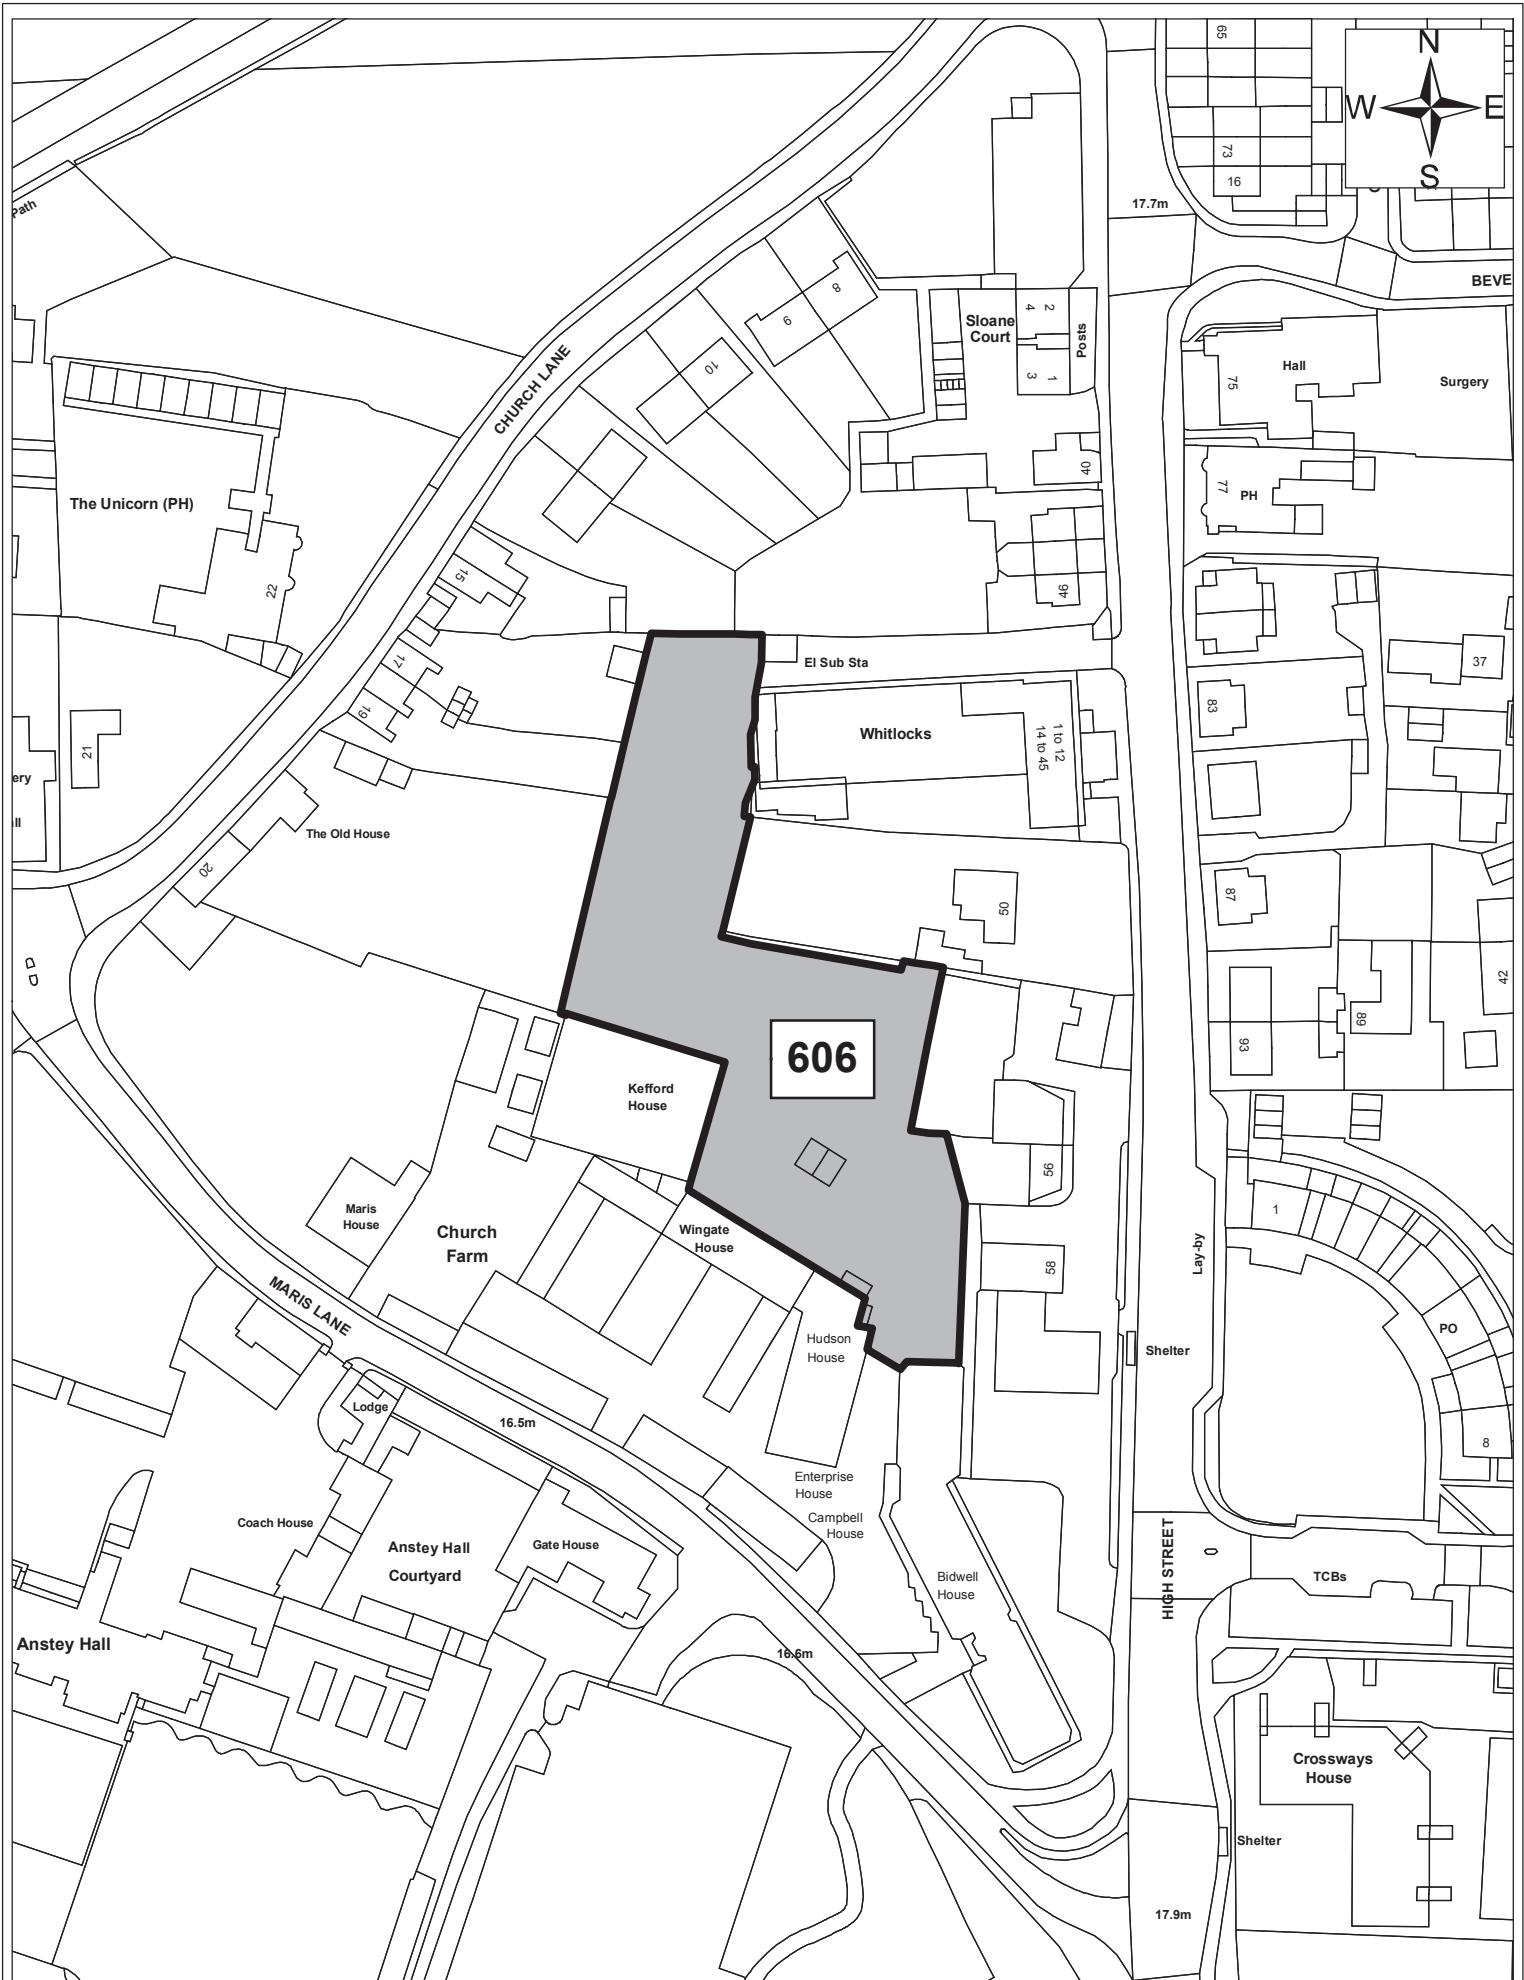 65
N
W
E
S
73
16
Path
17.7m
BEVE
8
9
10
4
2
Sloane
Court
3
1
Posts
CHURCH LANE
75
Hall
Surgery
40
77
PH
The Unicorn (PH)
22
15
46
El Sub Sta
17
37
19
83
Whitlocks
1 to 12
14 to 45
21
ery
all
The Old House
20
87
50
42
89
93
606
Kefford
House
56
Maris
House
1
Church
Farm
Wingate
House
58
Lay-by
MARIS LANE
PO
Hudson
House
Shelter
Lodge
16.5m
8
Enterprise
House
Campbell
House
Coach House
Anstey Hall
Courtyard
Gate House
HIGH STREET
TCBs
Bidwell
House
Anstey Hall
16.6m
Crossways
House
Shelter
17.9m